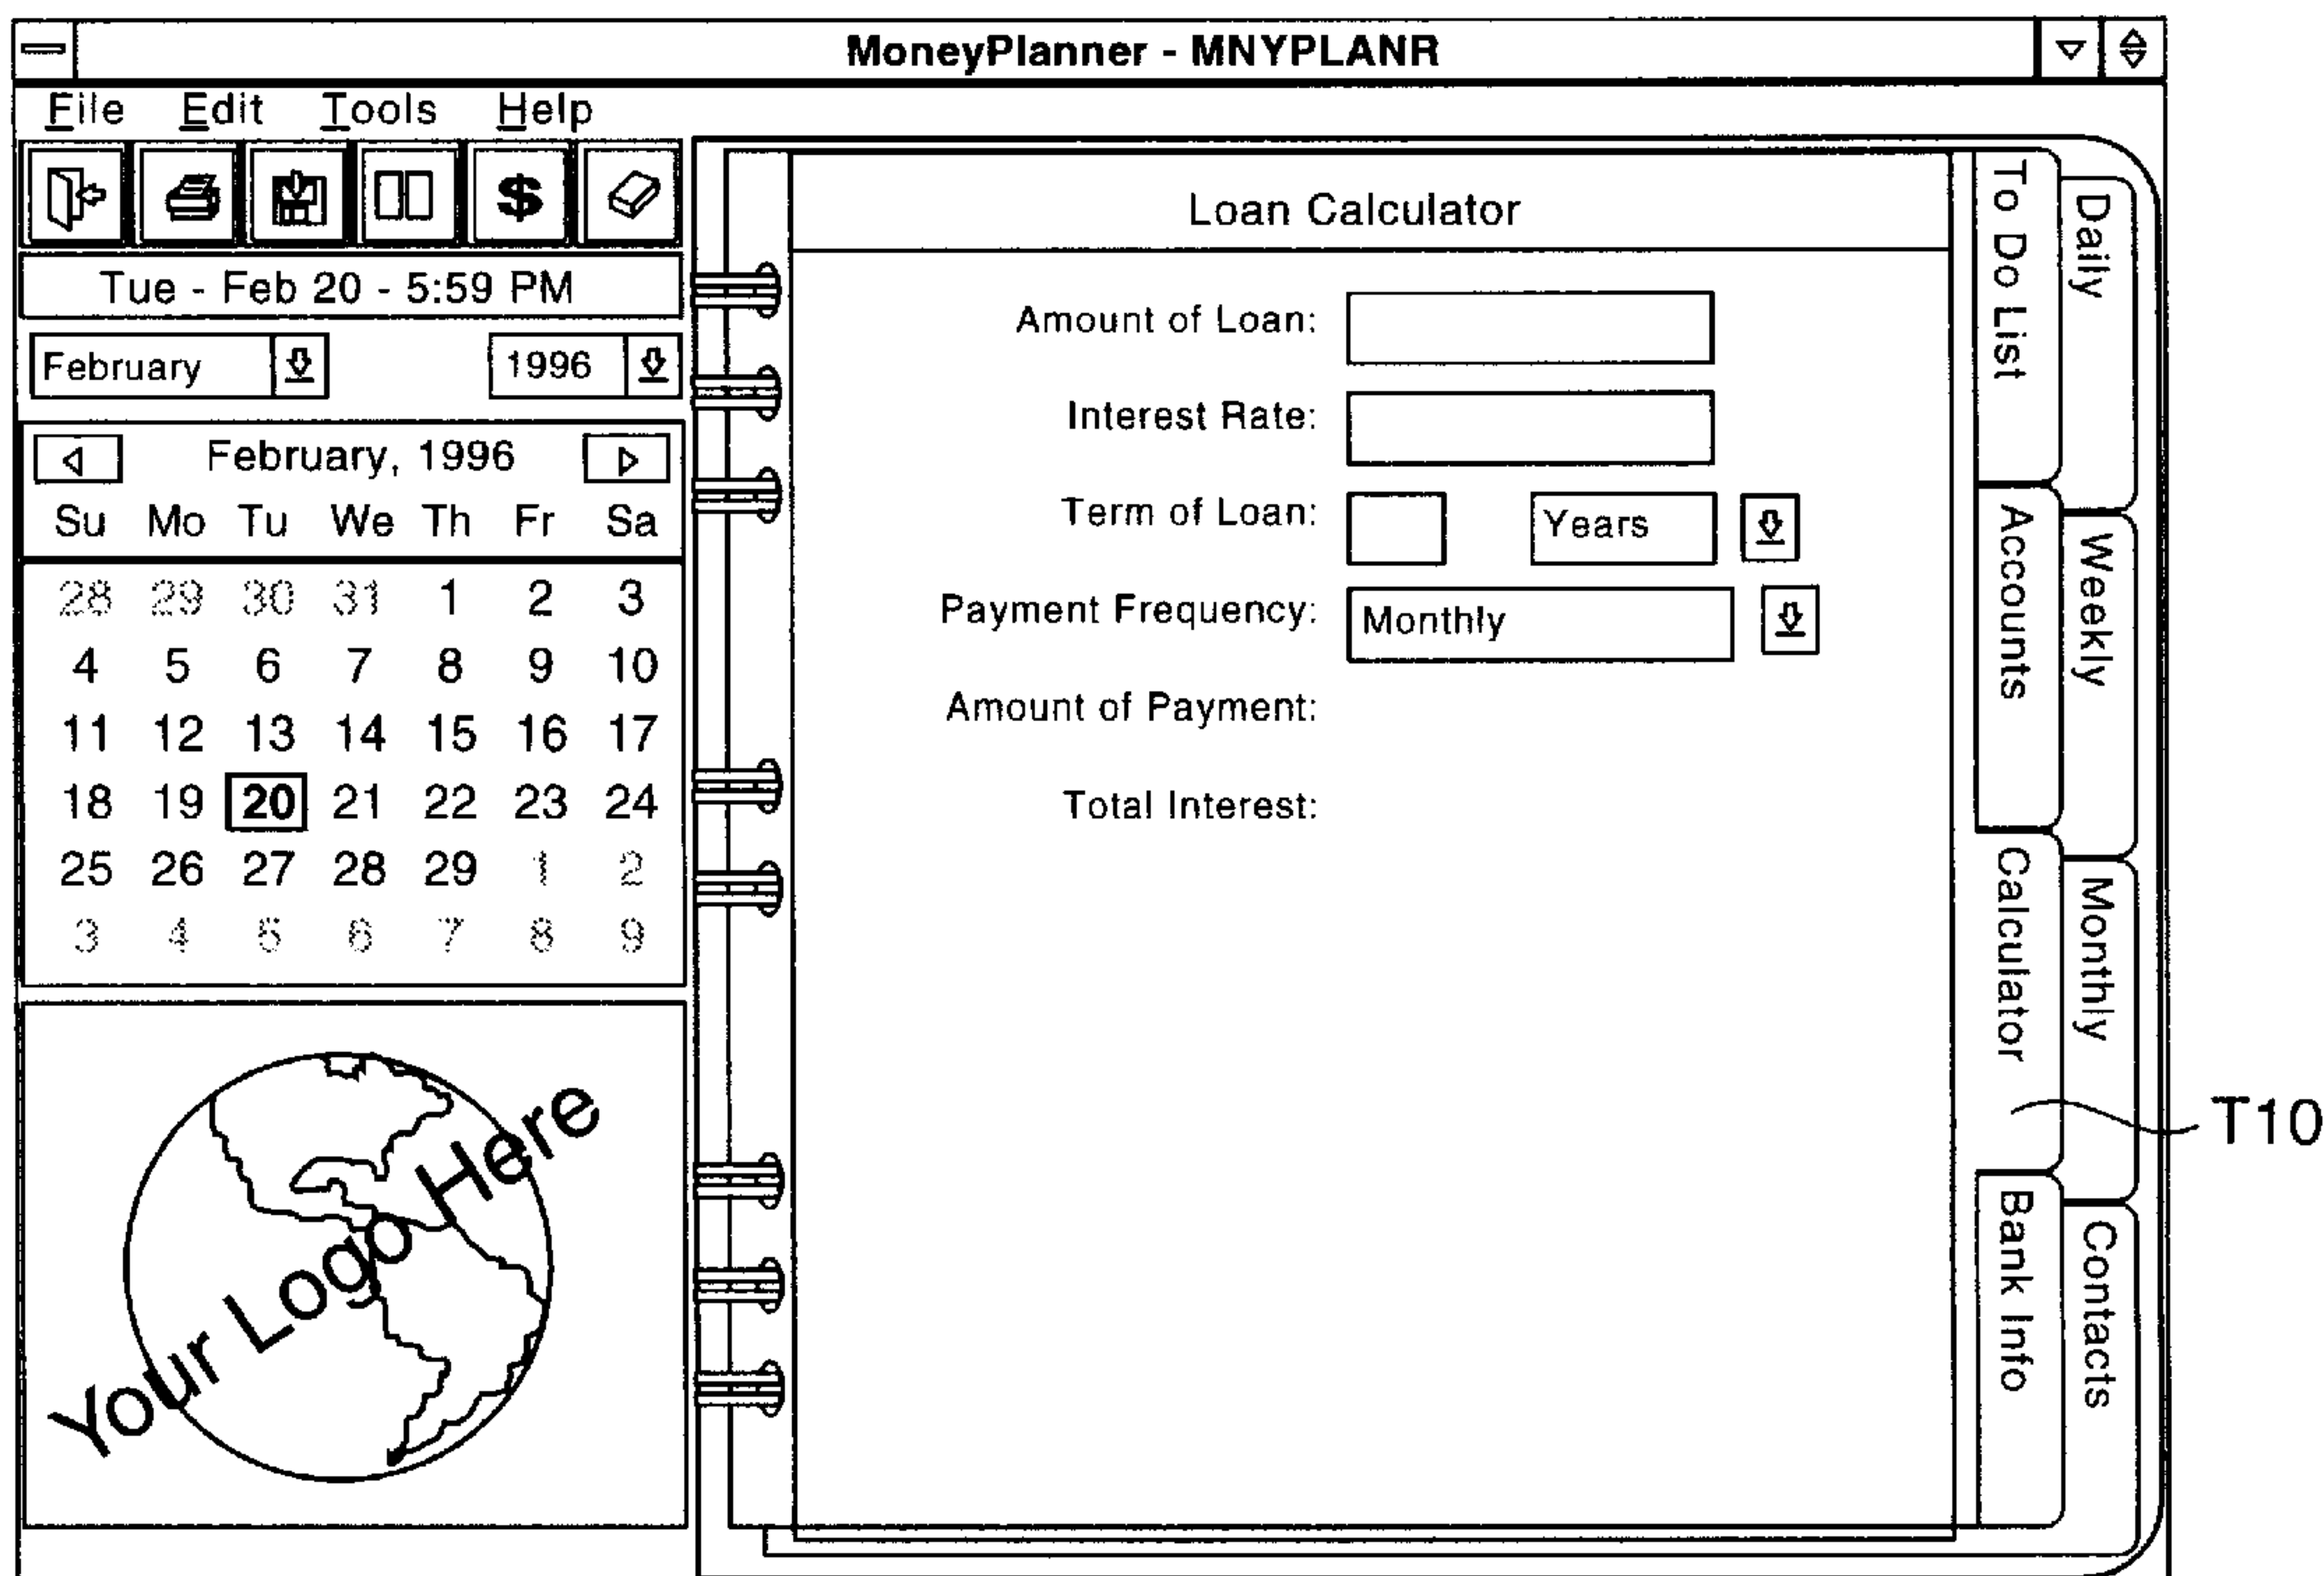 MoneyPlanner - MNYPLANR
File Edit Tools Help
$
Tue - Feb 20 - 5:59 PM
February 1996
February, 1996
Su Mo Tu We Th Fr Sa
28 29 30 31 1 2 3
4 5 6 7 8 9 10
11 12 13 14 15 16 17
18 19 20 21 22 23 24
25 26 27 28 29 1 2
3 4 5 6 7 8 9
Your Logo Here
Loan Calculator
Amount of Loan:
Interest Rate:
Term of Loan: Years
Payment Frequency: Monthly
Amount of Payment:
Total Interest:
To Do List
Accounts
Calculator
Bank Info
Daily
Weekly
Monthly
Contacts
T10